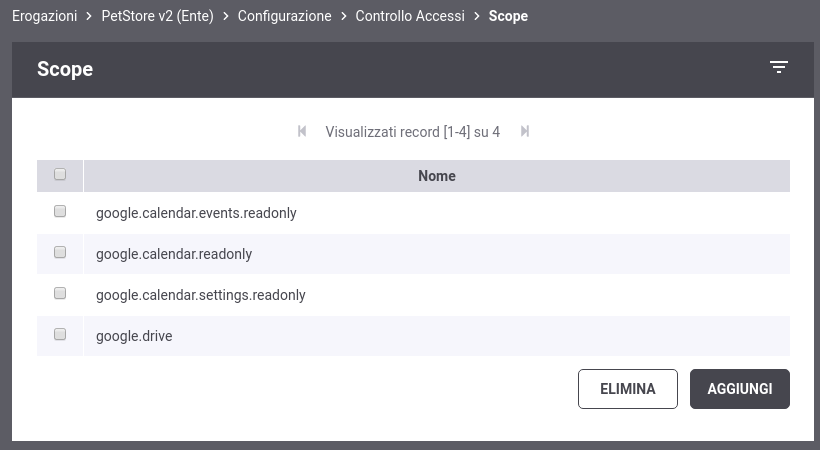 Erogazioni > PetStore v2 (Ente) > Configurazione > Controllo Accessi > Scope
Scope
Visualizzati record [1-4] su 4
Nome
google.calendar.events.readonly
google.calendar.readonly
google.calendar.settings.readonly
google.drive
ELIMINA AGGIUNGI